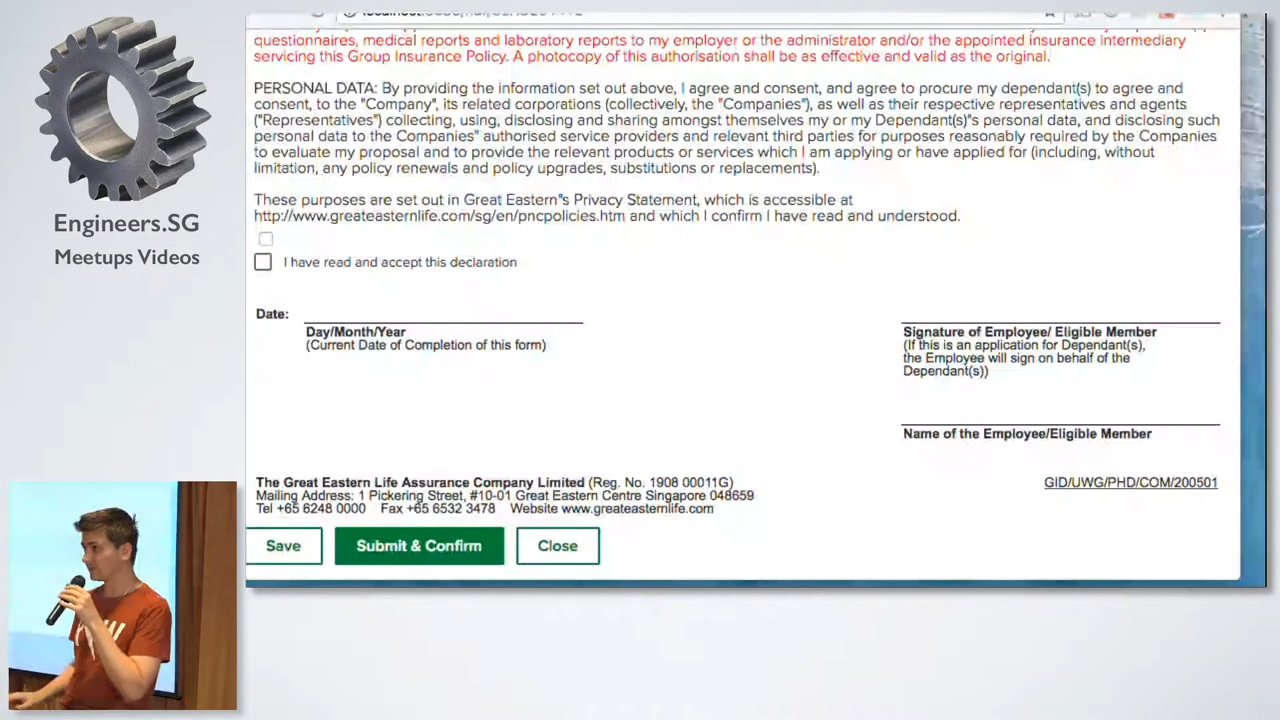 questionnaires, medical reports and laboratory reports to my employer or the administrator and/or the appointed insurance intermediary
servicing this Group Insurance Policy. A photocopy of this authorisation shall be as effective and valid as the original.
PERSONAL DATA: By providing the information set out above, I agree and consent, and agree to procure my dependant(s) to agree and
consent, to the "Company", its related corporations (collectively, the "Companies"), as well as their respective representatives and agents
("Representatives") collecting, using, disclosing and sharing amongst themselves my or my Dependant(s)"s personal data, and disclosing such
personal data to the Companies" authorised service providers and relevant third parties for purposes reasonably required by the Companies
to evaluate my proposal and to provide the relevant products or services which I am applying or have applied for (including, without
limitation, any policy renewals and policy upgrades, substitutions or replacements).
These purposes are set out in Great Eastern"s Privacy Statement, which is accessible at
http://www.greateasternlife.com/sg/en/pncpolicies.htm and which I confirm I have read and understood.
I have read and accept this declaration
Date:
Day/Month/Year
(Current Date of Completion of this form)
Signature of Employee/ Eligible Member
(If this is an application for Dependant(s),
the Employee will sign on behalf of the
Dependant(s))
Name of the Employee/Eligible Member
The Great Eastern Life Assurance Company Limited (Reg. No. 1908 00011G)
Mailing Address: 1 Pickering Street, #10-01 Great Eastern Centre Singapore 048659
Tel +65 6248 0000 Fax +65 6532 3478 Website www.greateasternlife.com
GID/UWG/PHD/COM/200501
Save
Submit & Confirm
Close
Engineers.SG
Meetups Videos